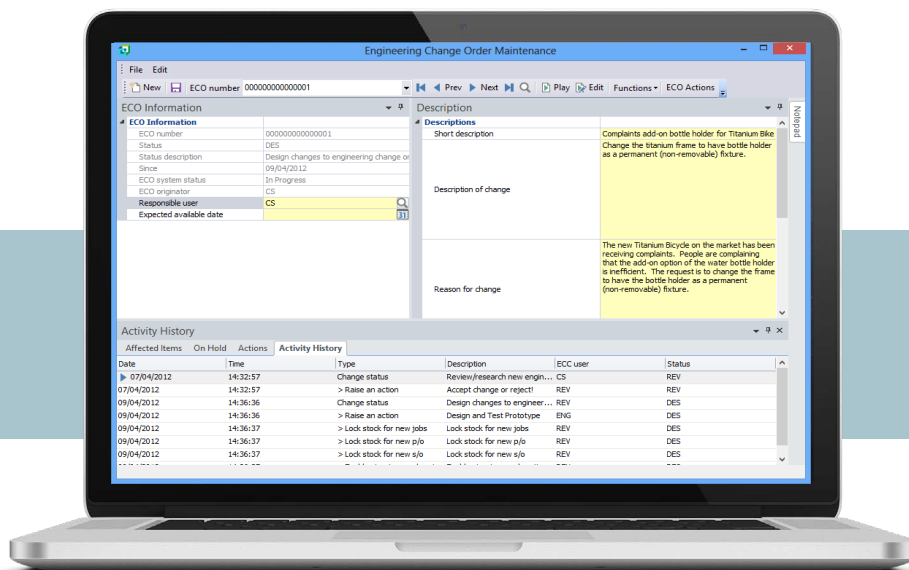 Engineering Change Order Maintenance
File Edit
New ECO number 000000000000001 Prev Next Play Edit Functions ECO Actions
ECO Information
ECO Information
ECO number 000000000000001
Status DES
Status description Design changes to engineering change or
Since 09/04/2012
ECO system status In Progress
ECO originator CS
Responsible user CS
Expected available date 31
Description
Descriptions
Short description Complaints add-on bottle holder for Titanium Bike
Description of change
Change the titanium frame to have bottle holder
as a permanent (non-removable) fixture.
Reason for change
The new Titanium Bicycle on the market has been
receiving complaints. People are complaining
that the add-on option of the water bottle holder
is inefficient. The request is to change the frame
to have the bottle holder as a permanent
(non-removable) fixture.
Notepad
Activity History
Affected Items On Hold Actions Activity History
Date Time Type Description ECC user Status
07/04/2012 14:32:57 Change status Review/research new engin... CS REV
07/04/2012 14:32:57 > Raise an action Accept change or reject! REV REV
09/04/2012 14:36:36 Change status Design changes to engineer... REV DES
09/04/2012 14:36:36 > Raise an action Design and Test Prototype ENG DES
09/04/2012 14:36:37 > Lock stock for new jobs Lock stock for new jobs REV DES
09/04/2012 14:36:37 > Lock stock for new p/o Lock stock for new p/o REV DES
09/04/2012 14:36:37 > Lock stock for new s/o Lock stock for new s/o REV DES